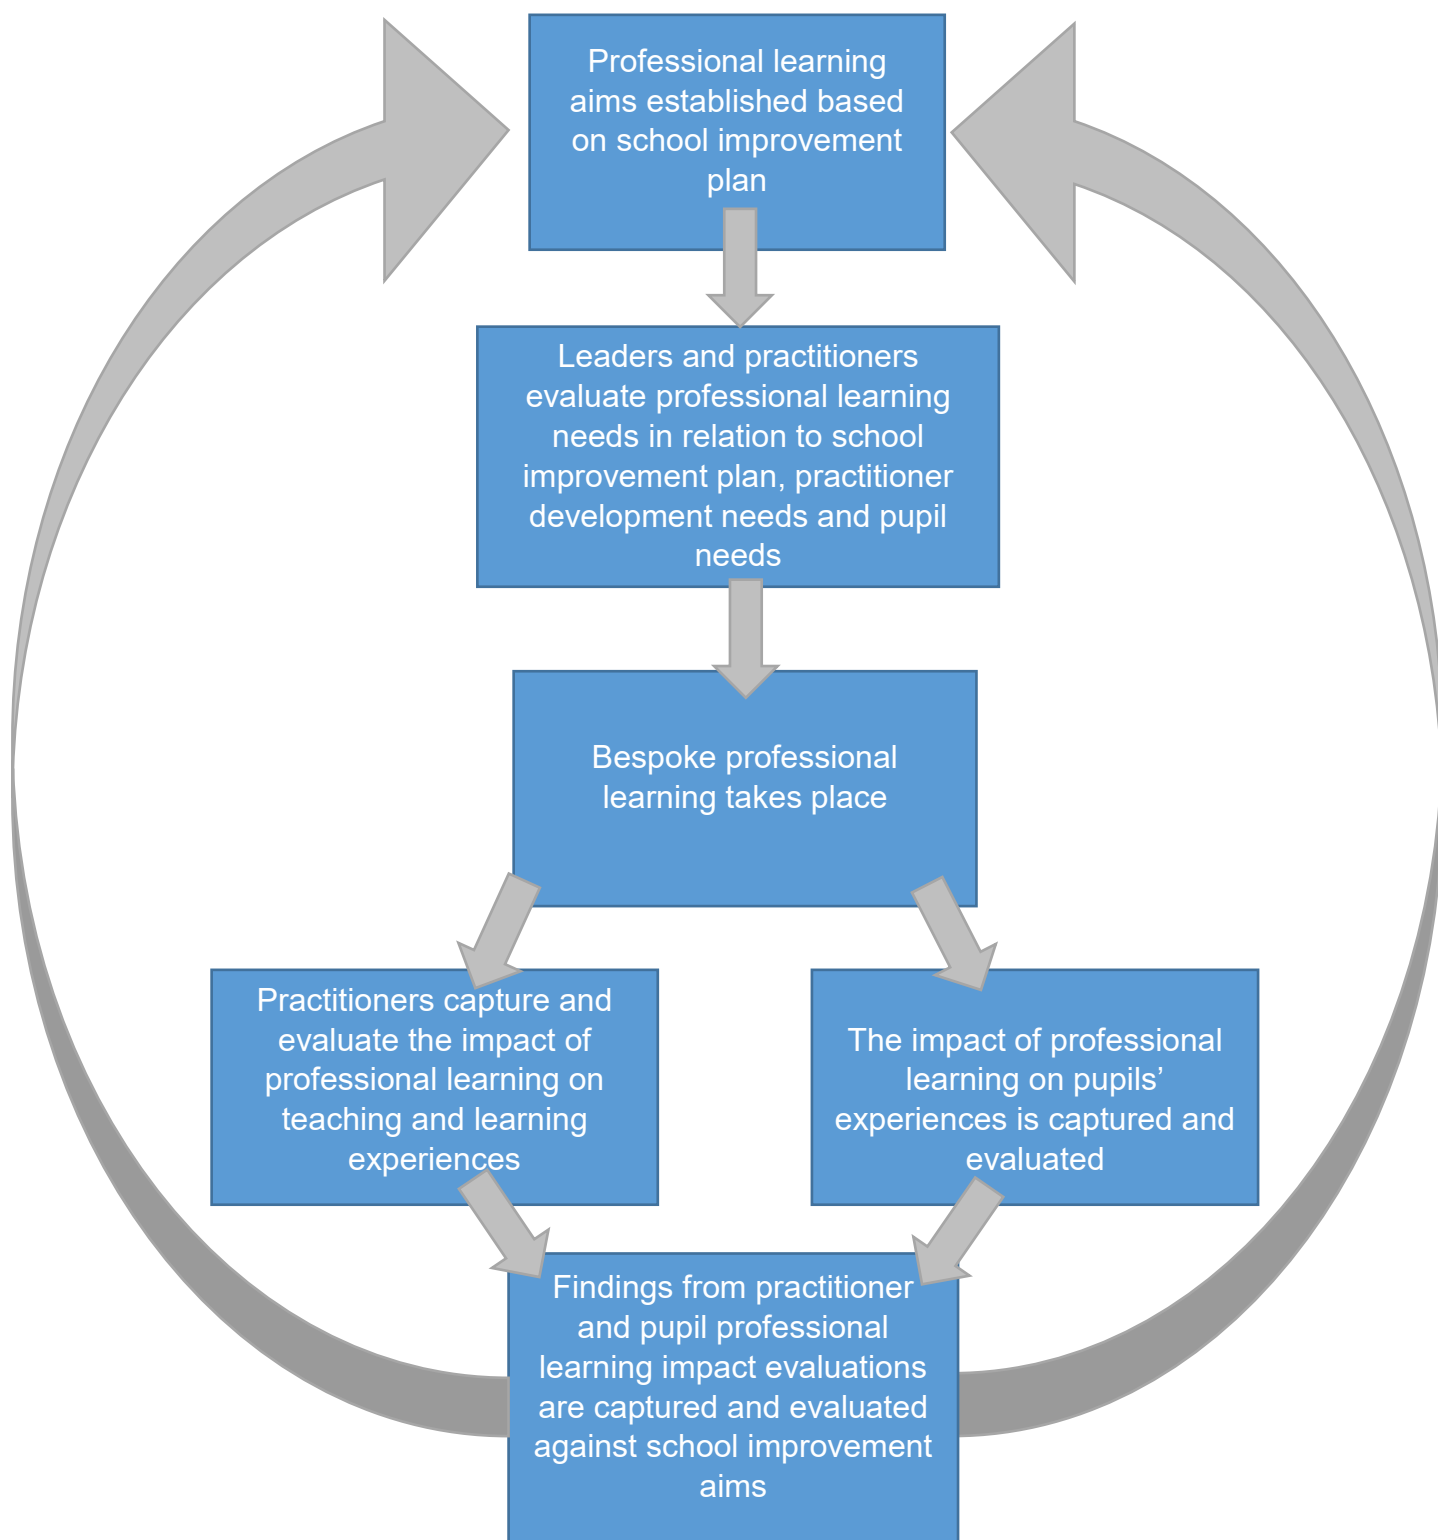 Professional learning
aims established based
on school improvement
plan
Leaders and practitioners
evaluate professional learning
needs in relation to school
improvement plan, practitioner
development needs and pupil
needs
Bespoke professional
learning takes place
Practitioners capture and
evaluate the impact of
professional learning on
teaching and learning
experiences
The impact of professional
learning on pupils’
experiences is captured and
evaluated
Findings from practitioner
and pupil professional
learning impact evaluations
are captured and evaluated
against school improvement
aims